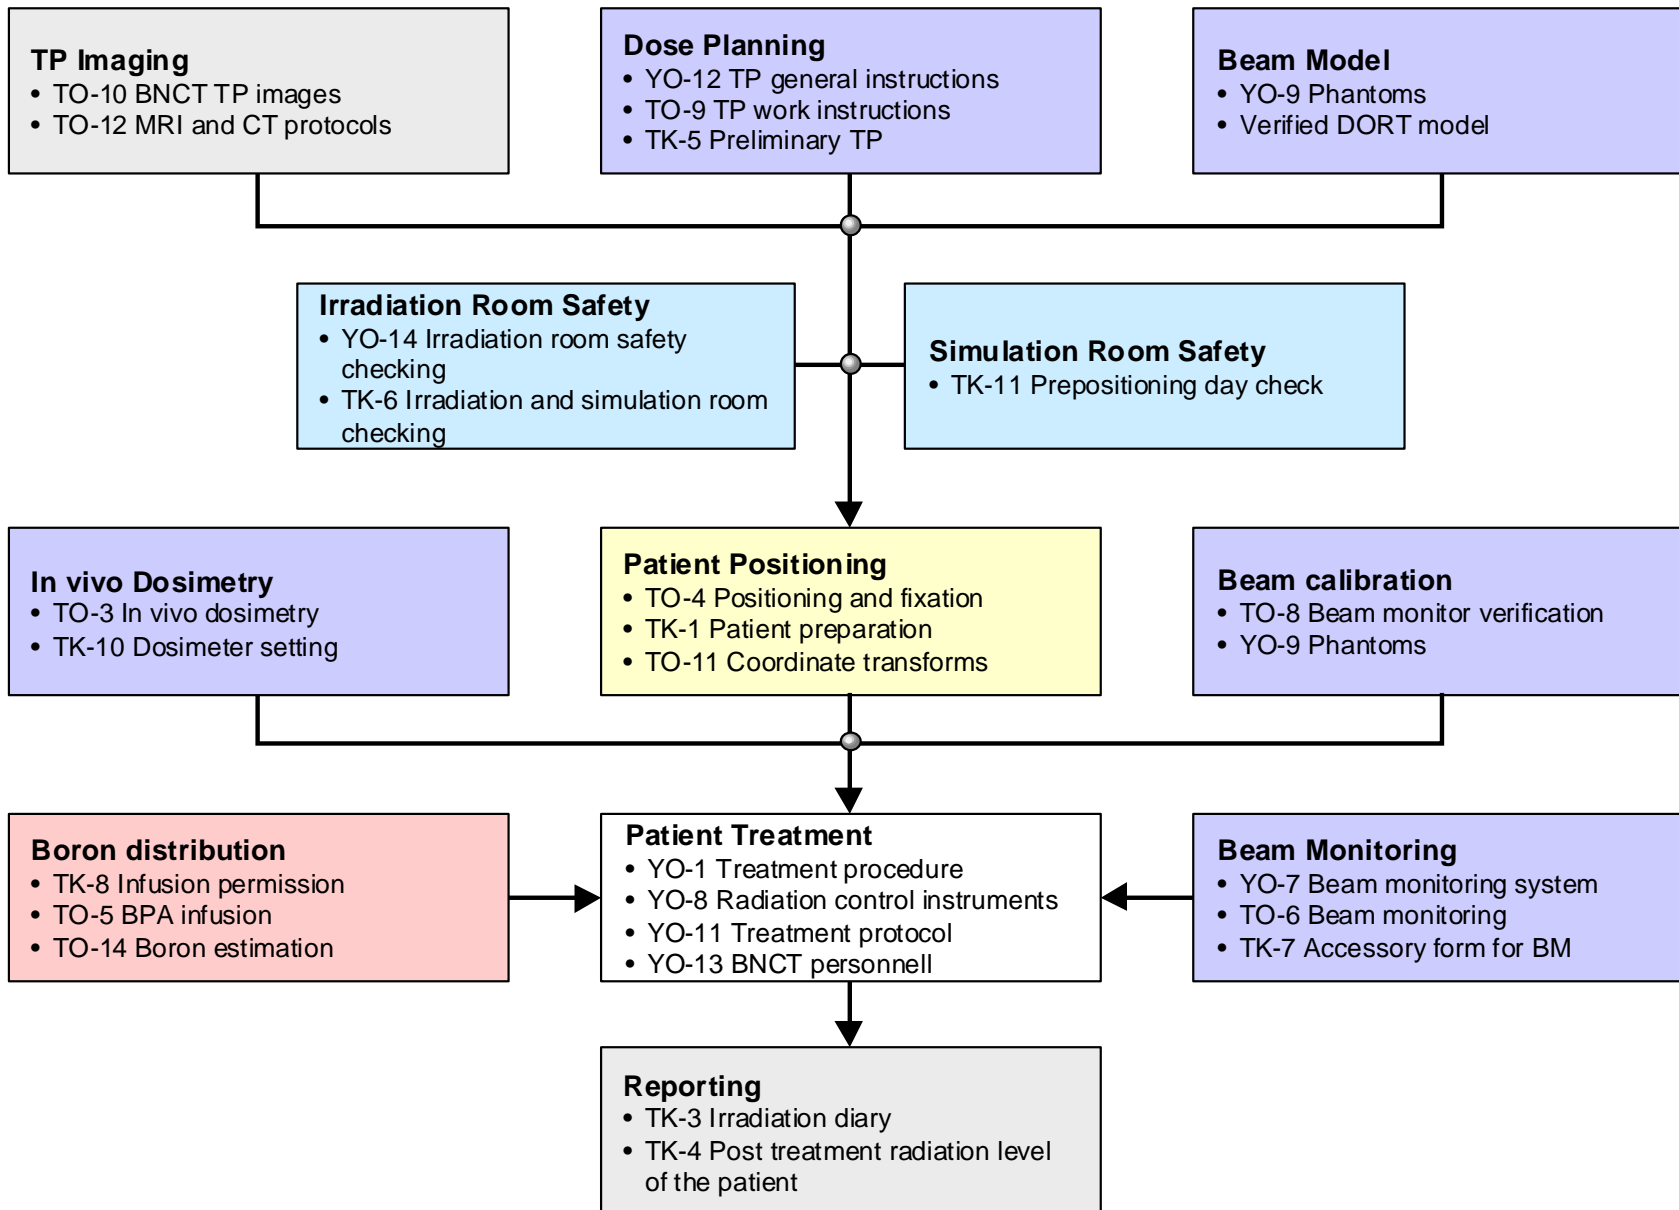 TP Imaging
• TO-10 BNCT TP images
• TO-12 MRI and CT protocols
Dose Planning
• YO-12 TP general instructions
• TO-9 TP work instructions
• TK-5 Preliminary TP
Beam Model
• YO-9 Phantoms
• Verified DORT model
Irradiation Room Safety
• YO-14 Irradiation room safety
checking
• TK-6 Irradiation and simulation room
checking
Simulation Room Safety
• TK-11 Prepositioning day check
In vivo Dosimetry
• TO-3 In vivo dosimetry
• TK-10 Dosimeter setting
Patient Positioning
• TO-4 Positioning and fixation
• TK-1 Patient preparation
• TO-11 Coordinate transforms
Beam calibration
• TO-8 Beam monitor verification
• YO-9 Phantoms
Boron distribution
• TK-8 Infusion permission
• TO-5 BPA infusion
• TO-14 Boron estimation
Patient Treatment
• YO-1 Treatment procedure
• YO-8 Radiation control instruments
• YO-11 Treatment protocol
• YO-13 BNCT personnell
Beam Monitoring
• YO-7 Beam monitoring system
• TO-6 Beam monitoring
• TK-7 Accessory form for BM
Reporting
• TK-3 Irradiation diary
• TK-4 Post treatment radiation level
of the patient